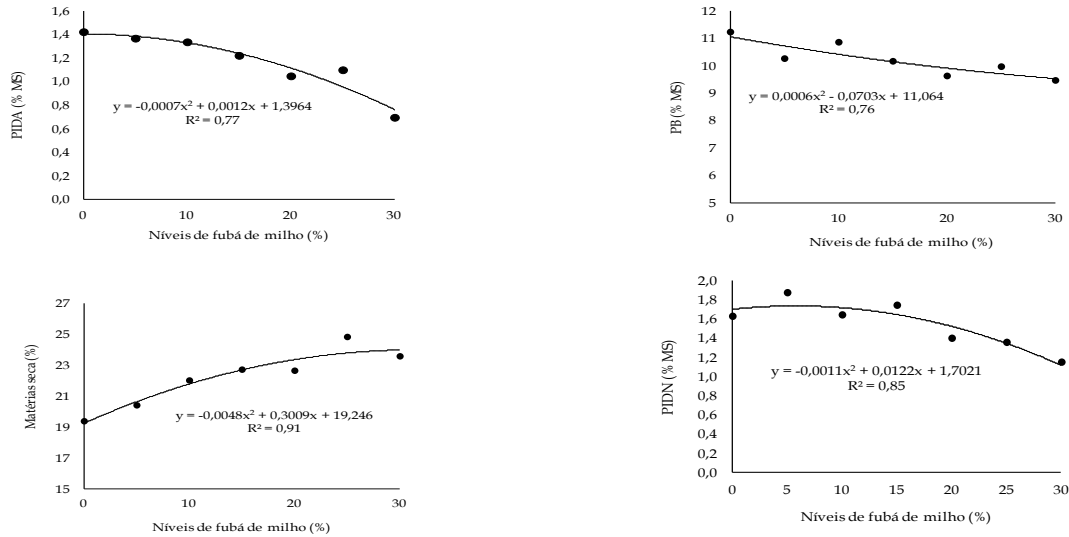 1,6
1,4
1,2
1,0
0,8
0,6
0,4
0,2
0,0
PIDA (% MS)
y = -0,0007x² + 0,0012x + 1,3964
R² = 0,77
0 10 20 30
Níveis de fubá de milho (%)
12
11
10
9
8
7
6
5
PB (% MS)
y = 0,0006x² - 0,0703x + 11,064
R² = 0,76
0 10 20 30
Níveis de fubá de milho (%)
27
25
23
21
19
17
15
Matérias seca (%)
y = -0,0048x² + 0,3009x + 19,246
R² = 0,91
0 10 20 30
Níveis de fubá de milho (%)
2,0
1,8
1,6
1,4
1,2
1,0
0,8
0,6
0,4
0,2
0,0
PIDN (% MS)
y = -0,0011x² + 0,0122x + 1,7021
R² = 0,85
0 5 10 15 20 25 30
Níveis de fubá de milho (%)